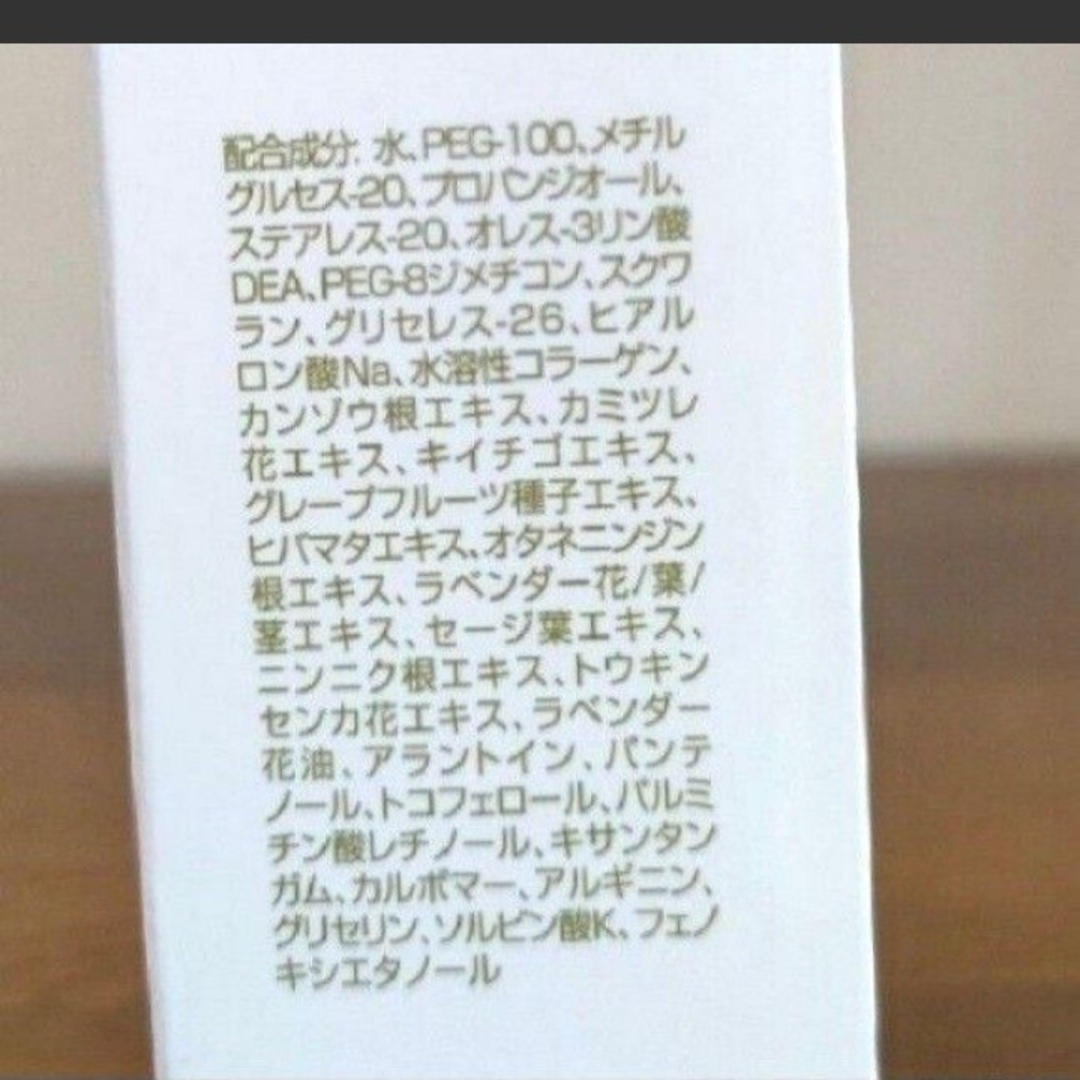 配合成分: 水、PEG-100、メチル
グルセス-20、プロパンジオール、
ステアレス-20、オレス-3リン酸
DEA、PEG-8ジメチコン、スクワ
ラン、グリセレス-26、ヒアル
ロン酸Na、水溶性コラーゲン、
カンゾウ根エキス、カミツレ
花エキス、キイチゴエキス、
グレープフルーツ種子エキス、
ヒバマタエキス、オタネニンジン
根エキス、ラベンダー花/葉/
茎エキス、セージ葉エキス、
ニンニク根エキス、トウキン
センカ花エキス、ラベンダー
花油、アラントイン、パンテ
ノール、トコフェロール、パルミ
チン酸レチノール、キサンタン
ガム、カルボマー、アルギニン、
グリセリン、ソルビン酸K、フェノ
キシエタノール